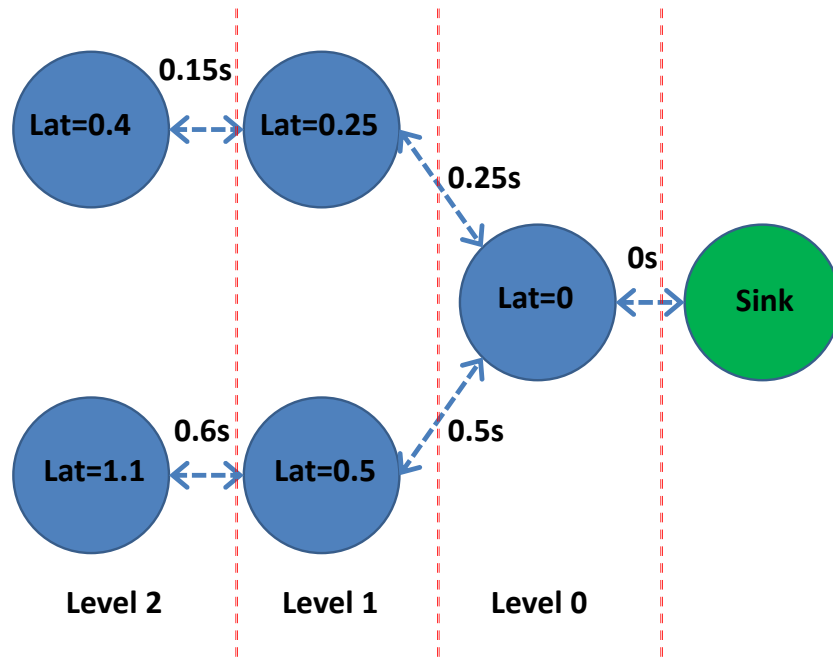 0.15s
Lat=0.4
Lat=0.25
0.25s
0s
Lat=0
Sink
0.6s
0.5s
Lat=1.1
Lat=0.5
Level 2
Level 1
Level 0